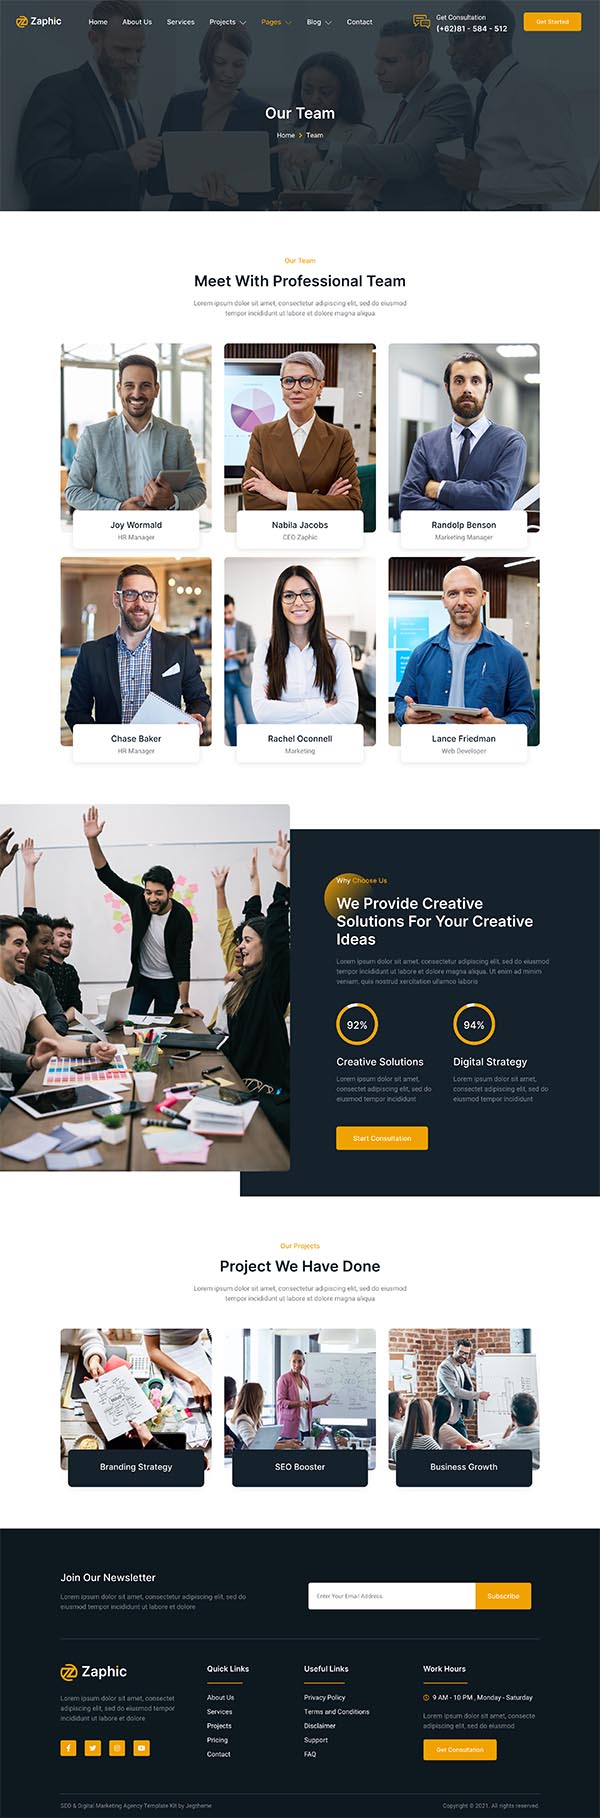 Zaphic
Home About Us Services Projects Pages Blog Contact
Get Consultation
(+62)81 - 584 - 512
Get Started
Our Team
Home > Team
Our Team
Meet With Professional Team
Lorem ipsum dolor sit amet, consectetur adipiscing elit, sed do eiusmod
tempor incididunt ut labore et dolore magna aliqua
Joy Wormald
HR Manager
Nabila Jacobs
CEO Zaphic
Randolp Benson
Marketing Manager
Chase Baker
HR Manager
Rachel Oconnell
Marketing
Lance Friedman
Web Developer
Why Choose Us
We Provide Creative
Solutions For Your Creative
Ideas
Lorem ipsum dolor sit amet, consectetur adipiscing elit, sed do eiusmod
tempor incididunt ut labore et dolore magna aliqua. Ut enim ad minim
veniam, quis nostrud xercitation ullamco laboris
92%
Creative Solutions
Lorem ipsum dolor sit amet,
consectet adipiscing elit, sed do
eiusmod tempor incididunt
94%
Digital Strategy
Lorem ipsum dolor sit amet,
consectet adipiscing elit, sed do
eiusmod tempor incididunt
Start Consultation
Our Projects
Project We Have Done
Lorem ipsum dolor sit amet, consectetur adipiscing elit, sed do eiusmod
tempor incididunt ut labore et dolore magna aliqua
Branding Strategy
SEO Booster
Business Growth
Join Our Newsletter
Lorem ipsum dolor sit amet, consectetur adipiscing elit, sed do
eiusmod tempor incididunt ut labore et dolore
Enter Your Email Address
Subscribe
Zaphic
Lorem ipsum dolor sit amet, consectet
adipiscing elit, sed do eiusmod tempor
incididunt ut labore et dolore
Quick Links
About Us
Services
Projects
Pricing
Contact
Useful Links
Privacy Policy
Terms and Conditions
Disclaimer
Support
FAQ
Work Hours
9 AM - 10 PM , Monday - Saturday
Lorem ipsum dolor sit amet, consecte
adipiscing elit, sed do eiusmod
Get Consultation
SEO & Digital Marketing Agency Template Kit by Jegtheme
Copyright © 2021. All rights reserved.